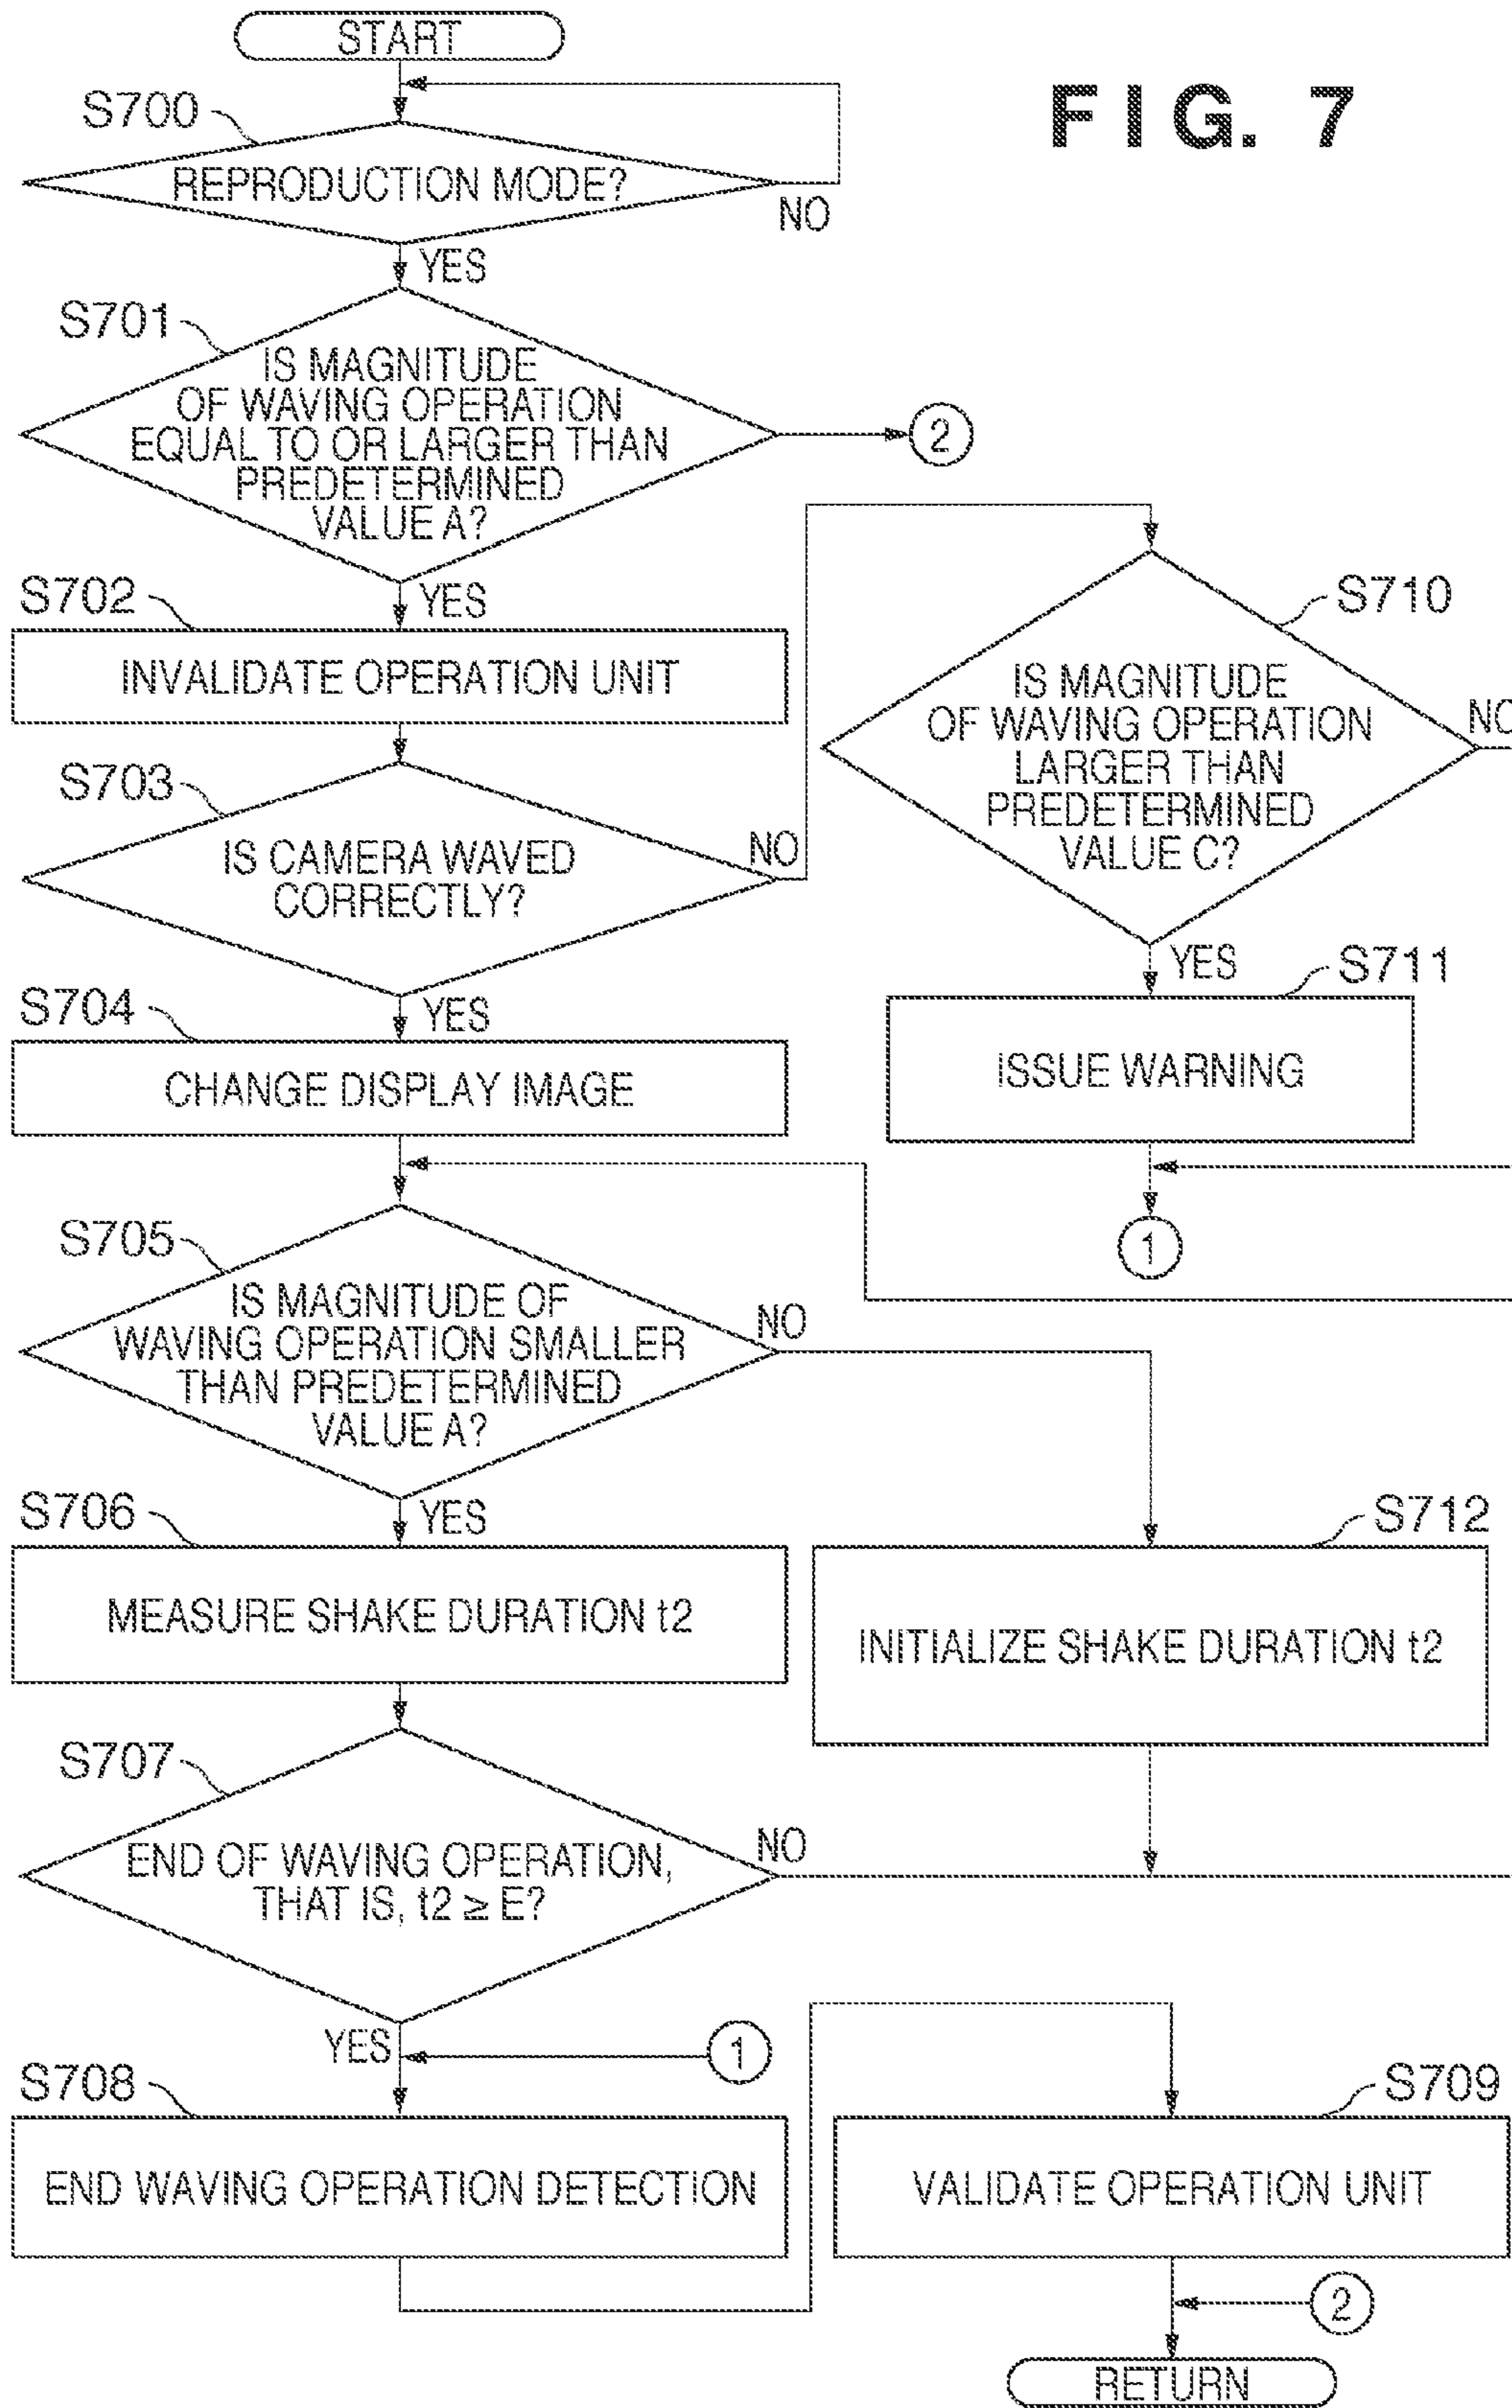 FIG. 7
START
S700
REPRODUCTION MODE?
NO
YES
S701
IS MAGNITUDE
OF WAVING OPERATION
EQUAL TO OR LARGER THAN
PREDETERMINED
VALUE A?
2
YES
S702
INVALIDATE OPERATION UNIT
S703
IS CAMERA WAVED
CORRECTLY?
NO
YES
S704
CHANGE DISPLAY IMAGE
S710
IS MAGNITUDE
OF WAVING OPERATION
LARGER THAN
PREDETERMINED
VALUE C?
NO
YES
S711
ISSUE WARNING
1
S705
IS MAGNITUDE OF
WAVING OPERATION SMALLER
THAN PREDETERMINED
VALUE A?
NO
YES
S706
MEASURE SHAKE DURATION t2
S712
INITIALIZE SHAKE DURATION t2
S707
END OF WAVING OPERATION,
THAT IS, t2 ≥ E?
NO
YES
1
S708
END WAVING OPERATION DETECTION
S709
VALIDATE OPERATION UNIT
2
RETURN